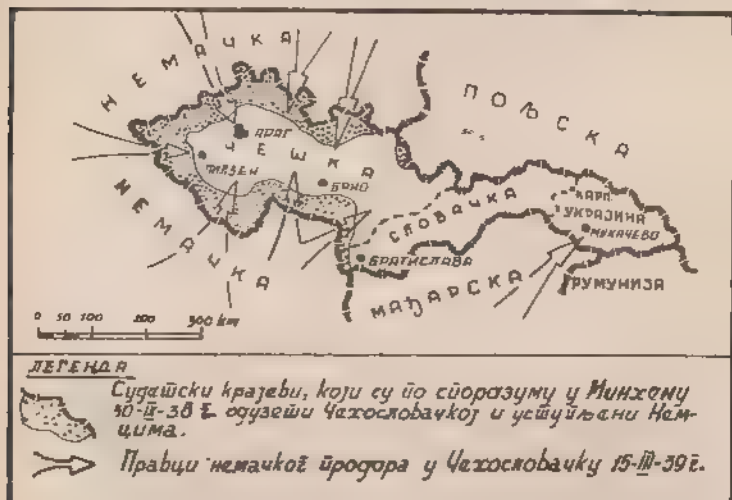 НЕМАЧКА
ПОЉСКА
ПРАГ
ЧЕШКА
ПЛЗЕН
БРНО
НЕМАЧКА
СЛОВАЧКА
КАРП.
УКРАЗИНА
МУКАЧЕВО
БРАТИСЛАВА
МАЂАРСКА
РУМУНИЗА
0 50 100 200 300 km
ЛЕГЕНДА
Судетски крајеви, који су по споразуму у Минхену
30-IX-38 г. одузети Чехословачкој и уступљени Нем-
цима.
Правци немачког продора у Чехословачку 15-III-39 г.